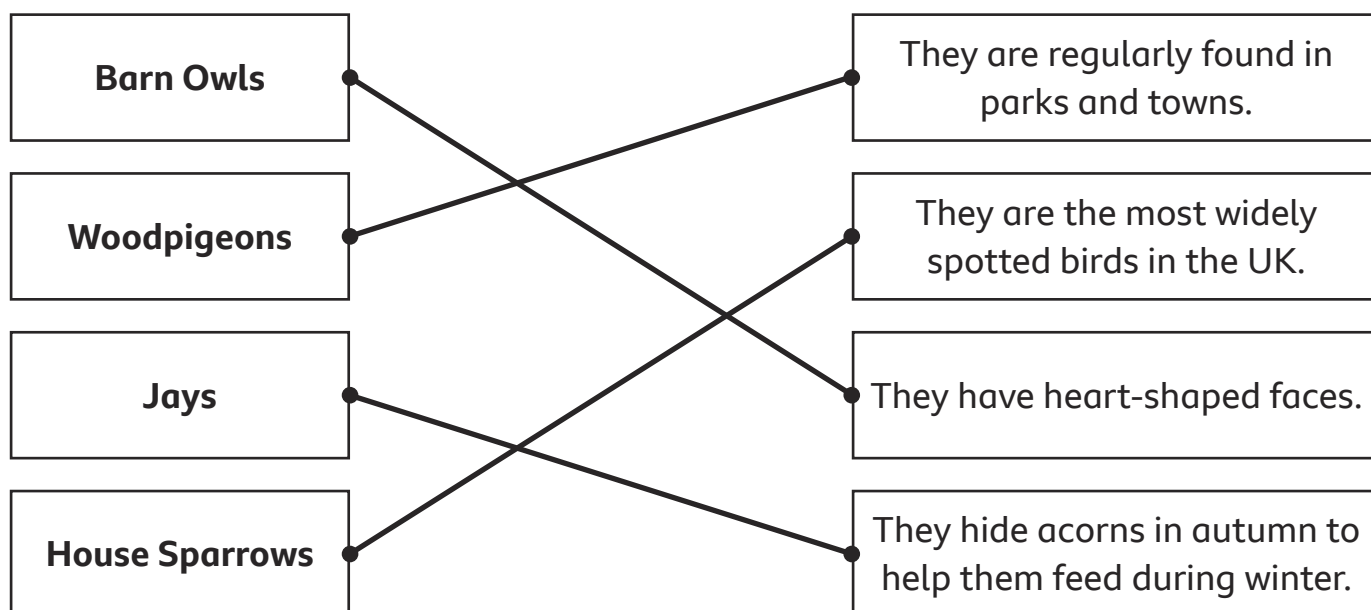 Barn Owls
They are regularly found in
parks and towns.
Woodpigeons
They are the most widely
spotted birds in the UK.
Jays
They have heart-shaped faces.
House Sparrows
They hide acorns in autumn to
help them feed during winter.